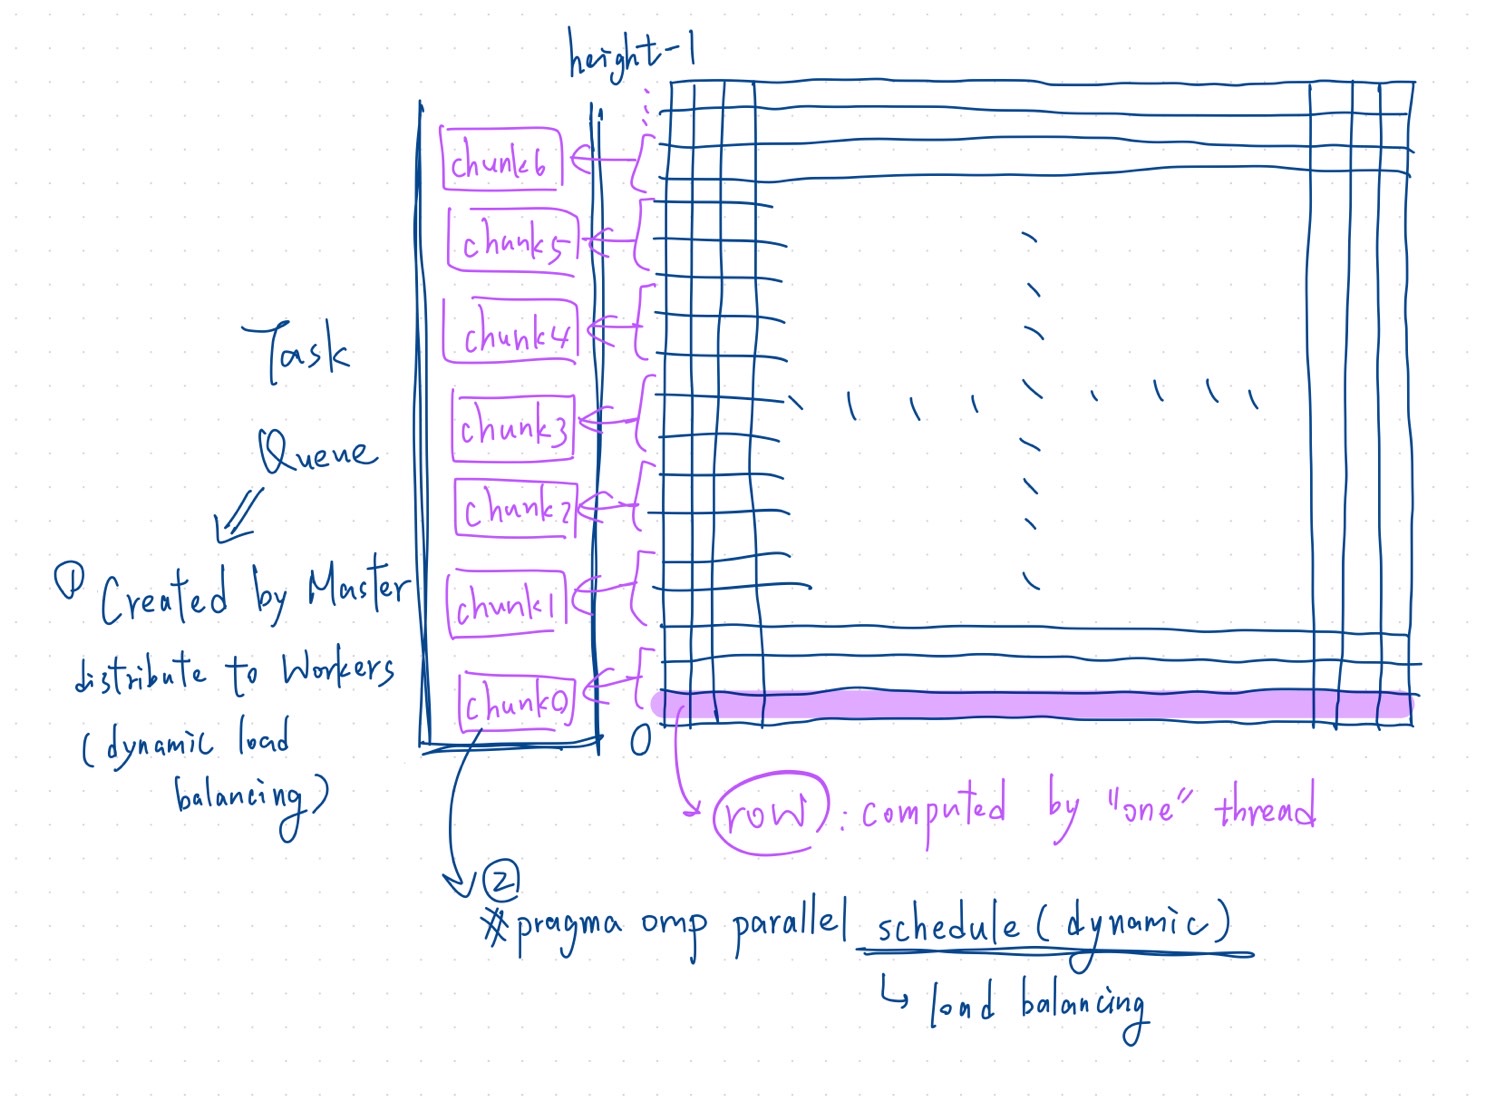 height-1
chunk6
chunk5
chunk4
chunk3
chunk2
chunk1
chunk0
0
Task
Queue
① Created by Master
distribute to Workers
(dynamic load
balancing)
row : computed by "one" thread
②
#pragma omp parallel schedule(dynamic)
↳ load balancing